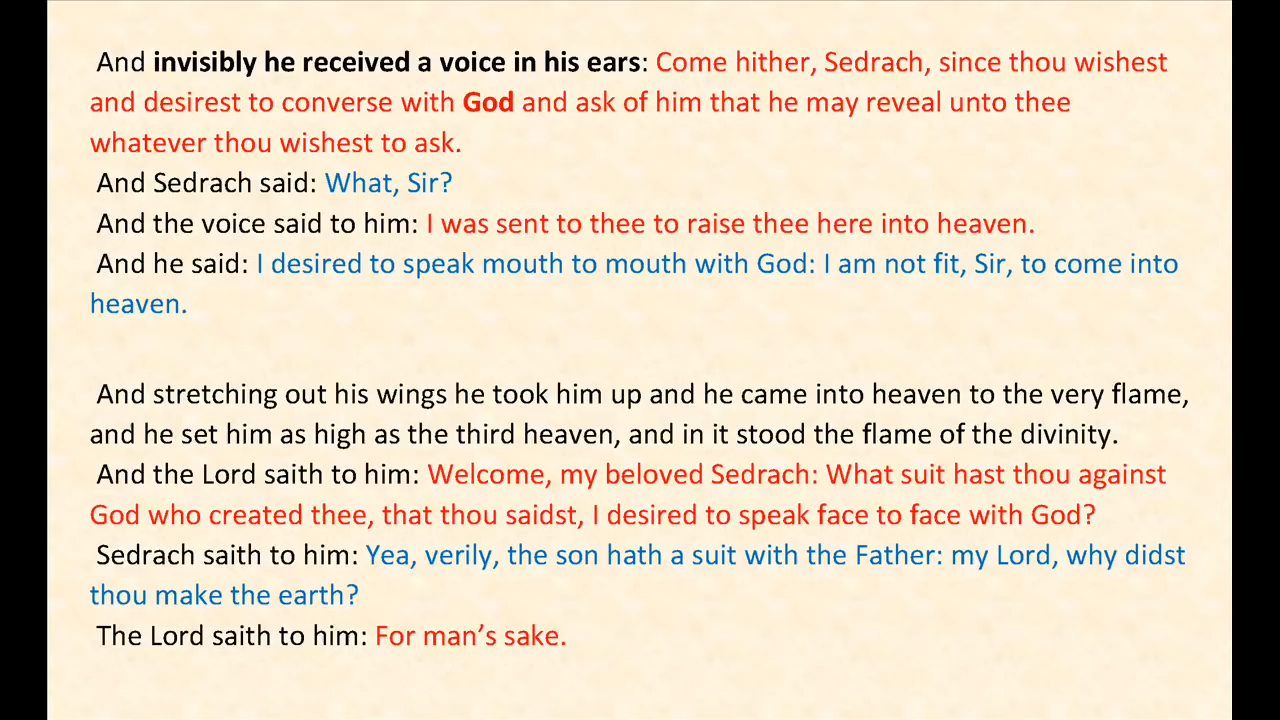 And invisibly he received a voice in his ears: Come hither, Sedrach, since thou wishest
and desirest to converse with God and ask of him that he may reveal unto thee
whatever thou wishest to ask.
And Sedrach said: What, Sir?
And the voice said to him: I was sent to thee to raise thee here into heaven.
And he said: I desired to speak mouth to mouth with God: I am not fit, Sir, to come into
heaven.
And stretching out his wings he took him up and he came into heaven to the very flame,
and he set him as high as the third heaven, and in it stood the flame of the divinity.
And the Lord saith to him: Welcome, my beloved Sedrach: What suit hast thou against
God who created thee, that thou saidst, I desired to speak face to face with God?
Sedrach saith to him: Yea, verily, the son hath a suit with the Father: my Lord, why didst
thou make the earth?
The Lord saith to him: For man’s sake.